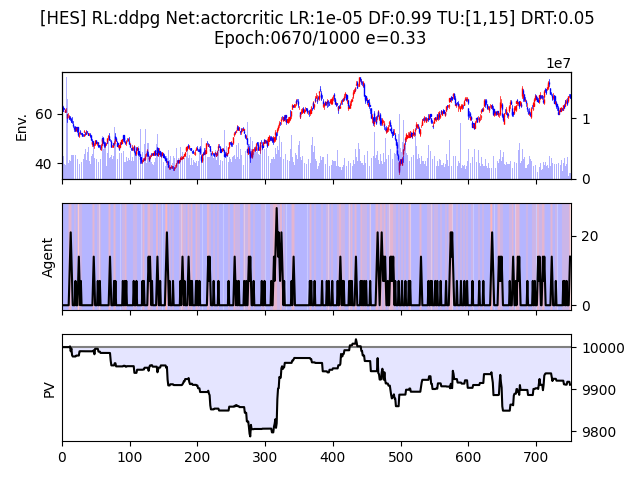 [HES] RL:ddpg Net:actorcritic LR:1e-05 DF:0.99 TU:[1,15] DRT:0.05
Epoch:0670/1000 e=0.33
1e7
Env.
60
40
1
0
Agent
20
0
PV
10000
9900
9800
0 100 200 300 400 500 600 700